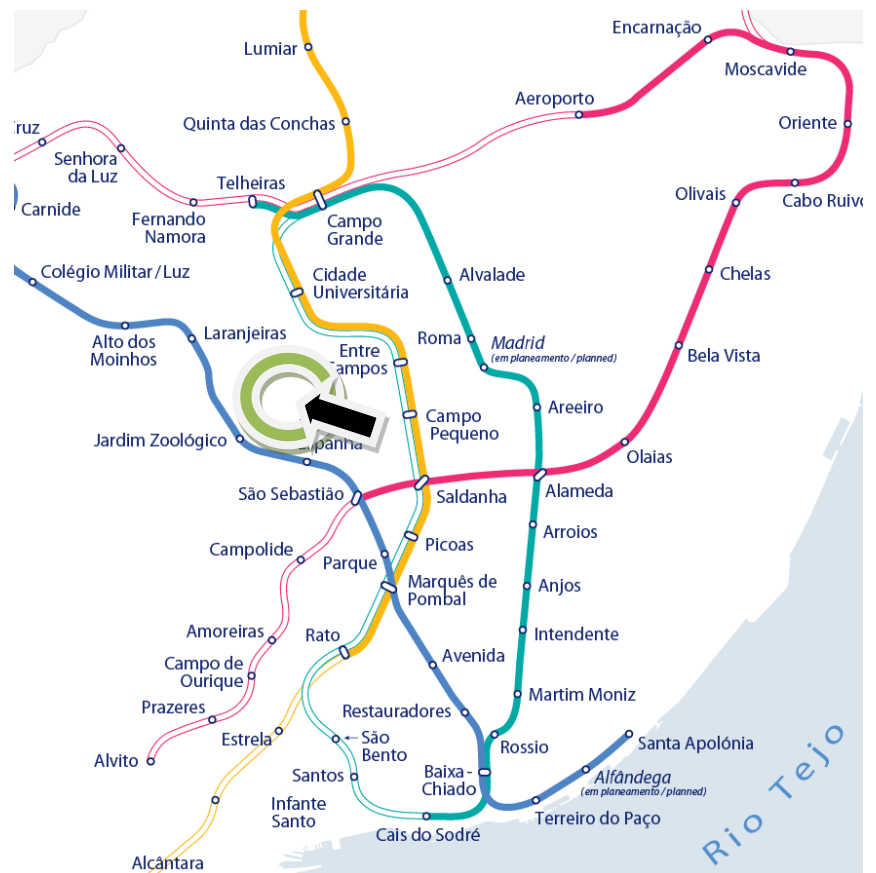 Lumiar
Encarnação
Moscavide
Aeroporto
Quinta das Conchas
Oriente
Senhora
da Luz
Telheiras
Olivais
Carnide
Fernando
Namora
Campo
Grande
Colégio Militar / Luz
Cidade
Universitária
Alvalade
Chelas
Alto dos
Moinhos
Laranjeiras
Roma
Madrid
(em planeamento / planned)
Entre
Bela Vista
Campo
Pequeno
Areeiro
Jardim Zoológico
Olaias
São Sebastião
Saldanha
Alameda
Arroios
Campolide
Parque
Picoas
Marquês de
Pombal
Anjos
Amoreiras
Rato
Intendente
Campo de
Ourique
Avenida
Prazeres
Restauradores
Martim Moniz
Alvito
Estrela
← São
Bento
Rossio
Santa Apolónia
Santos
Baixa-
Chiado
Alfândega
(em planeamento / planned)
Infante
Santo
Cais do Sodré
Terreiro do Paço
Rio Tejo
Alcântara